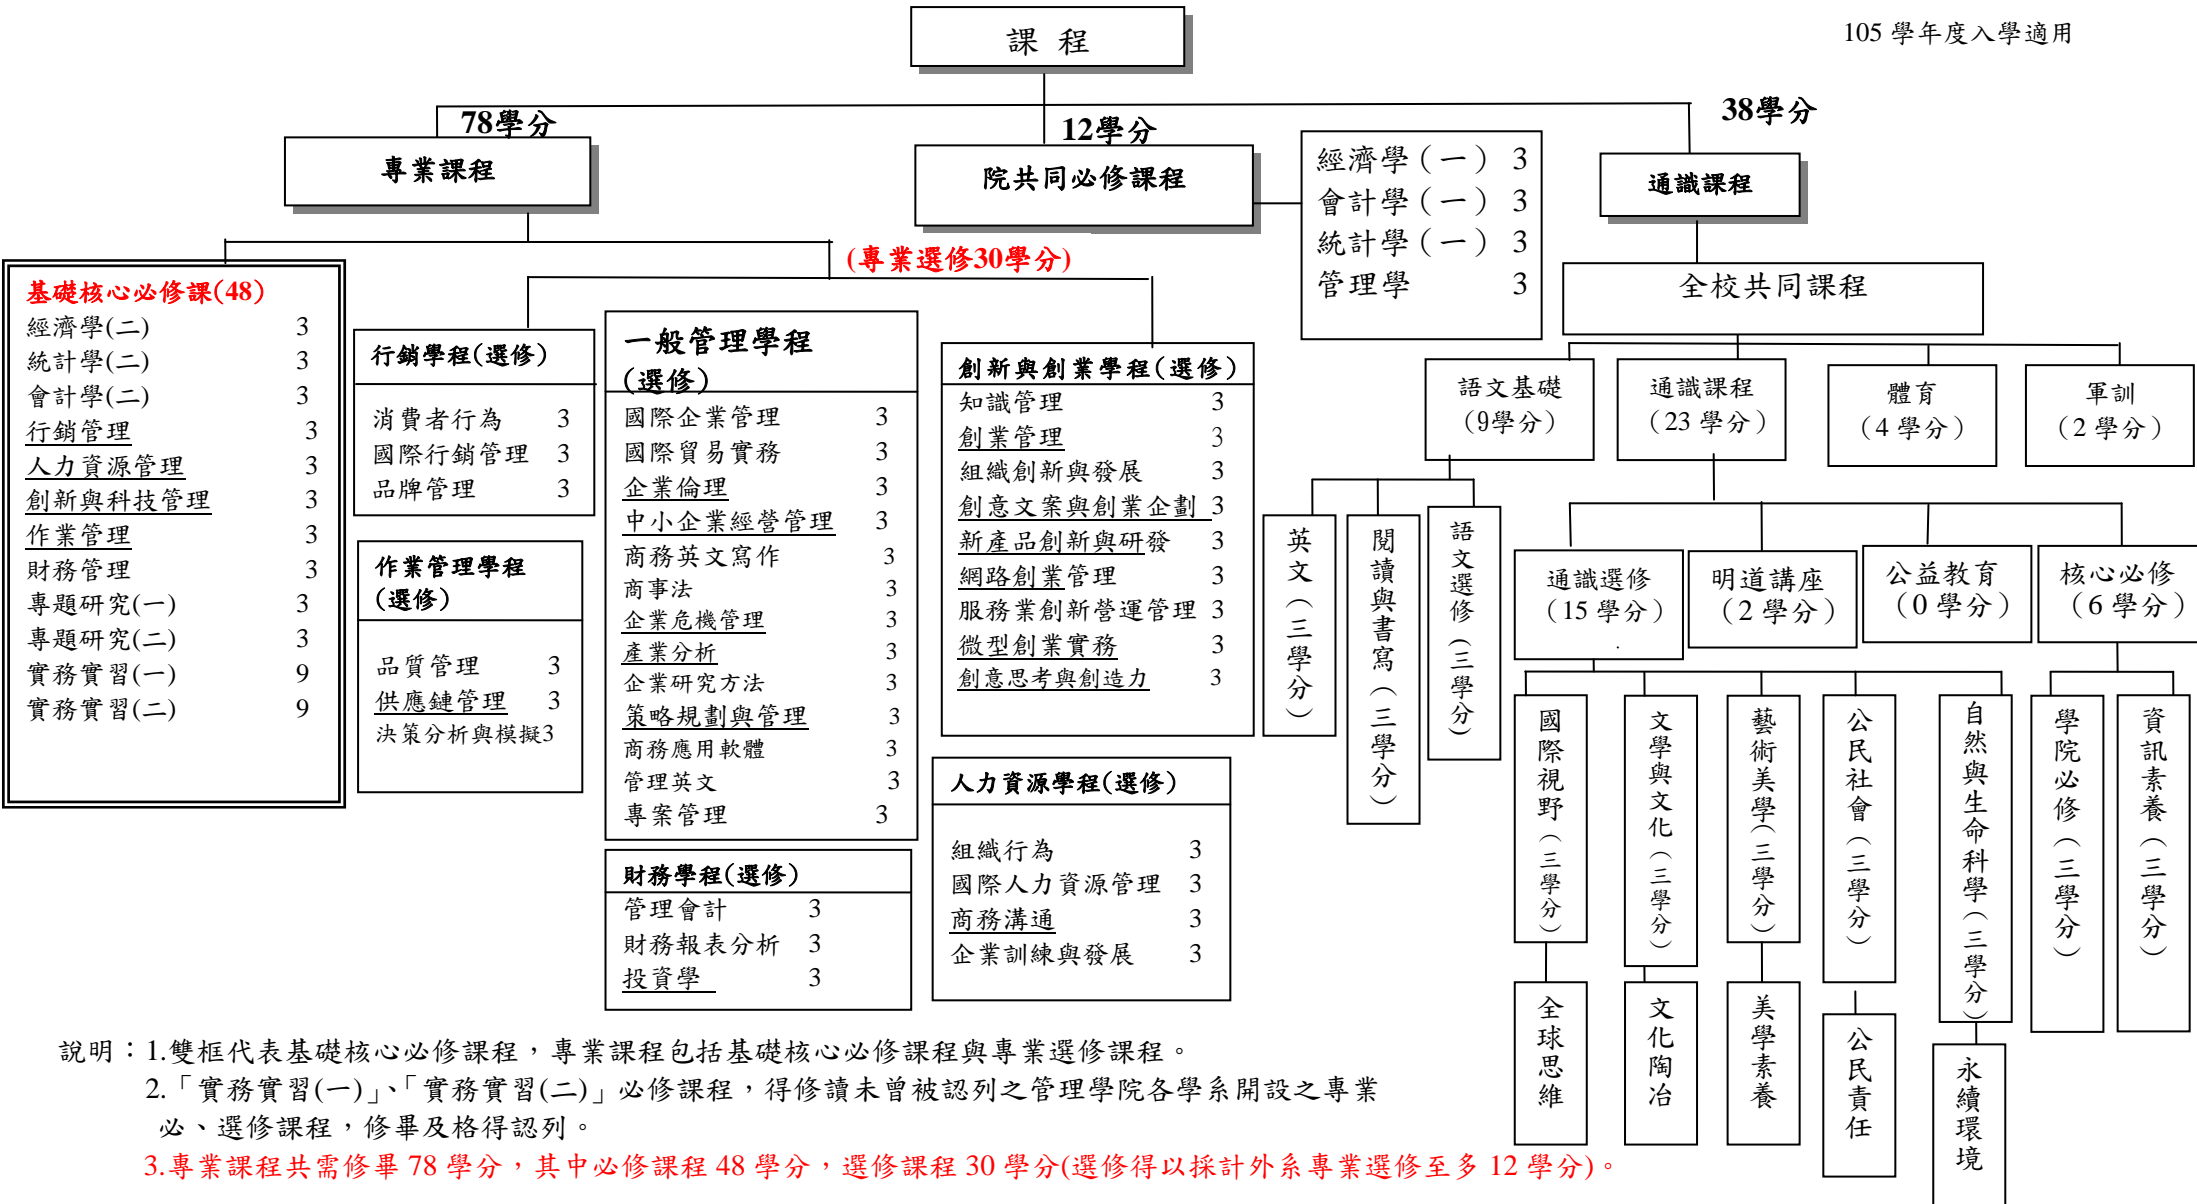 105 學年度入學適用
課 程
78學分
12學分
38學分
專業課程
院共同必修課程
經濟學（一） 3
會計學（一） 3
統計學（一） 3
管理學 3
通識課程
(專業選修30學分)
基礎核心必修課(48)
經濟學(二) 3
統計學(二) 3
會計學(二) 3
行銷管理 3
人力資源管理 3
創新與科技管理 3
作業管理 3
財務管理 3
專題研究(一) 3
專題研究(二) 3
實務實習(一) 9
實務實習(二) 9
行銷學程(選修)
消費者行為 3
國際行銷管理 3
品牌管理 3
作業管理學程
(選修)
品質管理 3
供應鏈管理 3
決策分析與模擬3
一般管理學程
(選修)
國際企業管理 3
國際貿易實務 3
企業倫理 3
中小企業經營管理 3
商務英文寫作 3
商事法 3
企業危機管理 3
產業分析 3
企業研究方法 3
策略規劃與管理 3
商務應用軟體 3
管理英文 3
專案管理 3
財務學程(選修)
管理會計 3
財務報表分析 3
投資學 3
創新與創業學程(選修)
知識管理 3
創業管理 3
組織創新與發展 3
創意文案與創業企劃 3
新產品創新與研發 3
網路創業管理 3
服務業創新營運管理 3
微型創業實務 3
創意思考與創造力 3
人力資源學程(選修)
組織行為 3
國際人力資源管理 3
商務溝通 3
企業訓練與發展 3
全校共同課程
語文基礎
（9學分）
通識課程
（23 學分）
體育
（4 學分）
軍訓
（2 學分）
英文（三學分）
閱讀與書寫（三學分）
語文選修（三學分）
通識選修
（15 學分）
明道講座
（2 學分）
公益教育
（0 學分）
核心必修
（6 學分）
國際視野（三學分）
文學與文化（三學分）
藝術美學（三學分）
公民社會（三學分）
自然與生命科學（三學分）
學院必修（三學分）
資訊素養（三學分）
全球思維
文化陶冶
美學素養
公民責任
永續環境
說明：1.雙框代表基礎核心必修課程，專業課程包括基礎核心必修課程與專業選修課程。
2.「實務實習(一)」、「實務實習(二)」必修課程，得修讀未曾被認列之管理學院各學系開設之專業
必、選修課程，修畢及格得認列。
3.專業課程共需修畢 78 學分，其中必修課程 48 學分，選修課程 30 學分(選修得以採計外系專業選修至多 12 學分)。